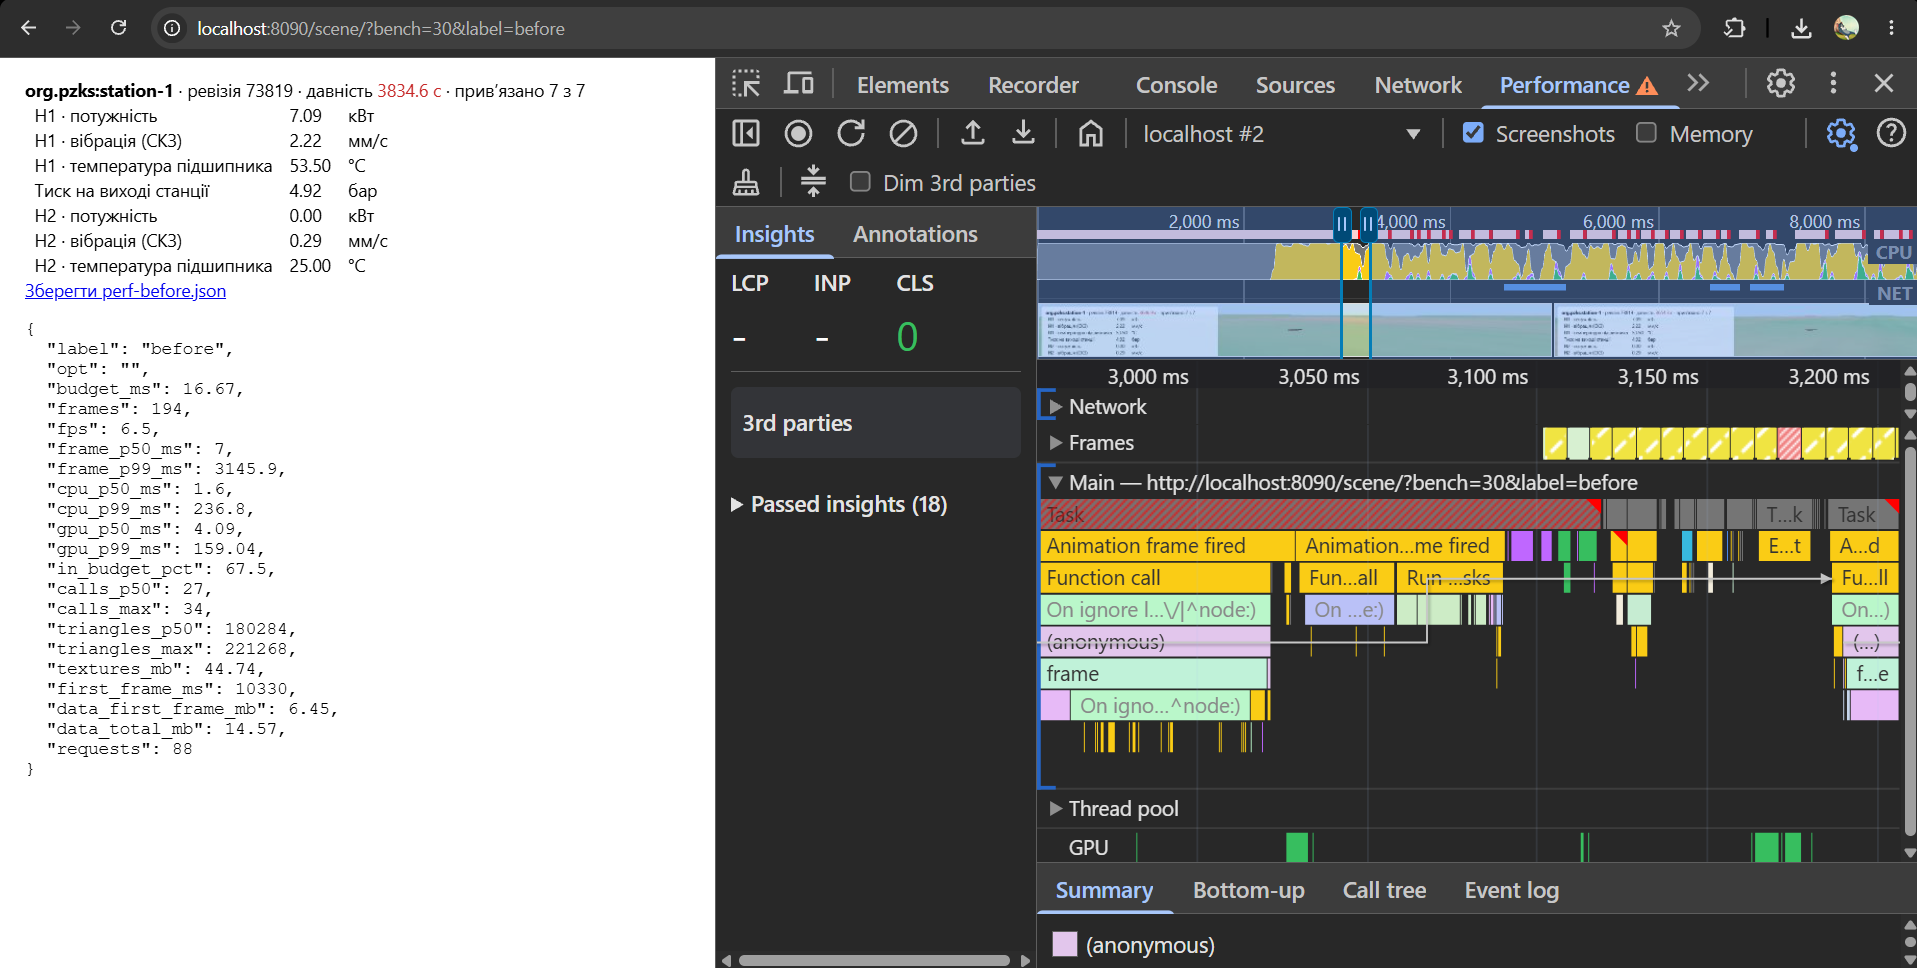 localhost:8090/scene/?bench=30&label=before
org.pzks:station-1 · ревізія 73819 · давність 3834.6 с · прив’язано 7 з 7
Н1 · потужність 7.09 кВт
Н1 · вібрація (СКЗ) 2.22 мм/с
Н1 · температура підшипника 53.50 °C
Тиск на виході станції 4.92 бар
Н2 · потужність 0.00 кВт
Н2 · вібрація (СКЗ) 0.29 мм/с
Н2 · температура підшипника 25.00 °C
Зберегти perf-before.json
{
"label": "before",
"opt": "",
"budget_ms": 16.67,
"frames": 194,
"fps": 6.5,
"frame_p50_ms": 7,
"frame_p99_ms": 3145.9,
"cpu_p50_ms": 1.6,
"cpu_p99_ms": 236.8,
"gpu_p50_ms": 4.09,
"gpu_p99_ms": 159.04,
"in_budget_pct": 67.5,
"calls_p50": 27,
"calls_max": 34,
"triangles_p50": 180284,
"triangles_max": 221268,
"textures_mb": 44.74,
"first_frame_ms": 10330,
"data_first_frame_mb": 6.45,
"data_total_mb": 14.57,
"requests": 88
}
Elements Recorder Console Sources Network Performance
localhost #2 Screenshots Memory
Dim 3rd parties
Insights Annotations
LCP INP CLS
- - 0
3rd parties
Passed insights (18)
2,000 ms 4,000 ms 6,000 ms 8,000 ms
CPU
NET
3,000 ms 3,050 ms 3,100 ms 3,150 ms 3,200 ms
Network
Frames
Main — http://localhost:8090/scene/?bench=30&label=before
Task T...k Task
Animation frame fired Animation...me fired E...t A...d
Function call Fun...all Run ...sks Fu...ll
On ignore l...\/|^node:) On ...e:) On...)
(anonymous) (...)
frame f...e
On igno...^node:)
Thread pool
GPU
Summary Bottom-up Call tree Event log
(anonymous)